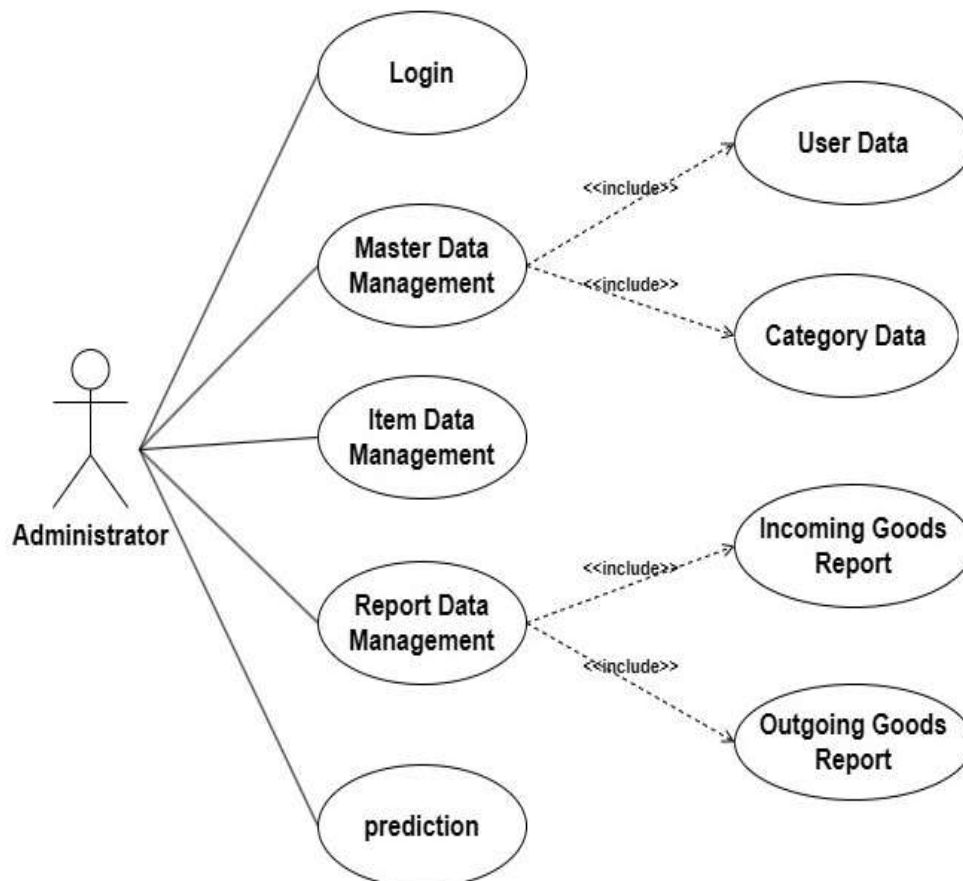 Login
User Data
<<include>>
Master Data
Management
<<include>>
Category Data
Item Data
Management
Administrator
Incoming Goods
Report
<<include>>
Report Data
Management
<<include>>
Outgoing Goods
Report
prediction